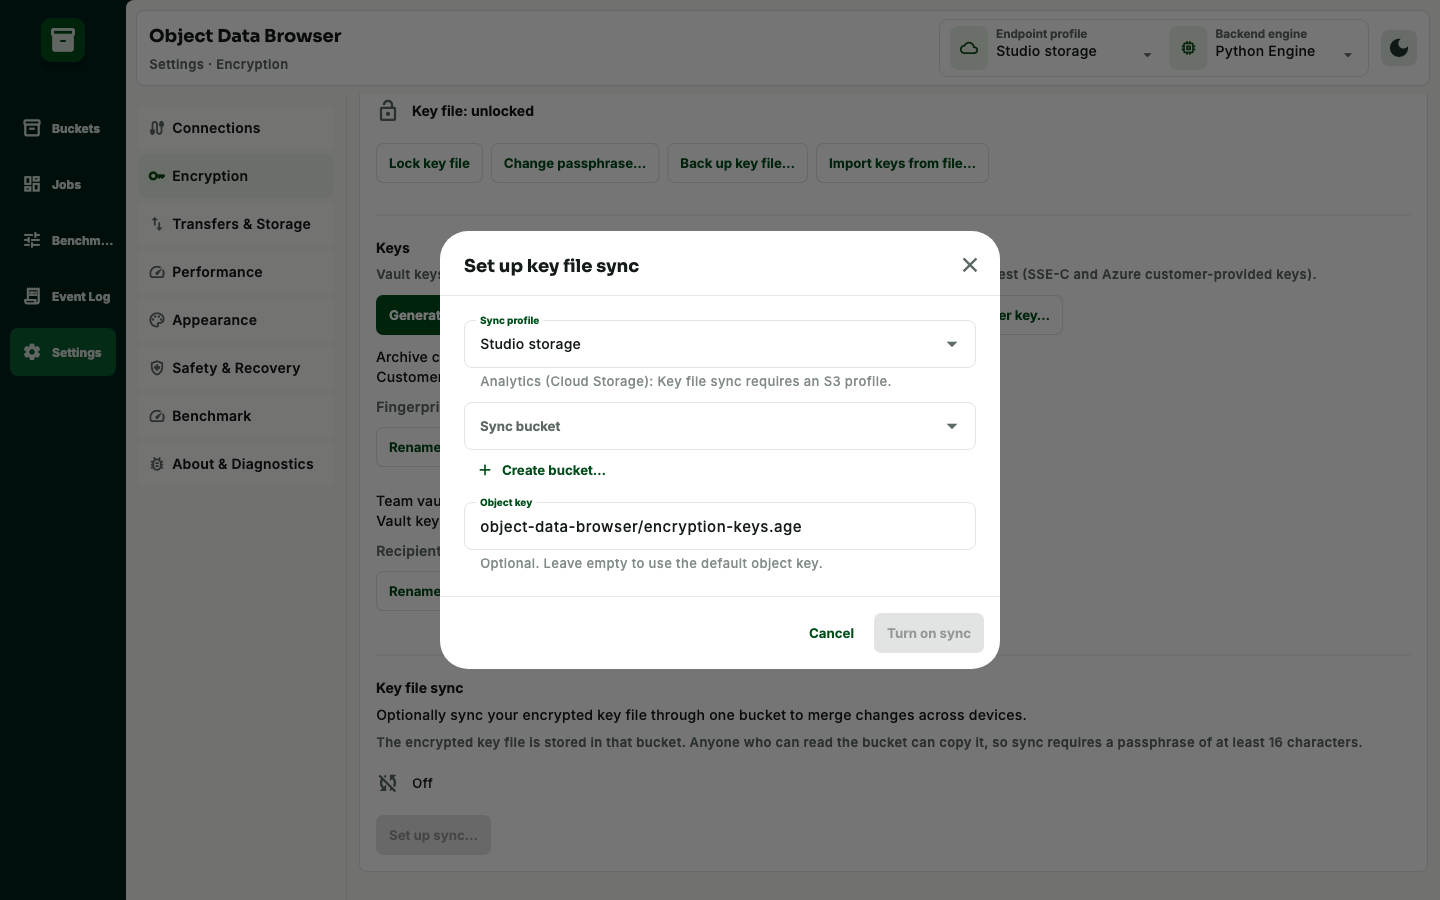 Object Data Browser
Settings · Encryption
Endpoint profile
Studio storage
Backend engine
Python Engine
Buckets
Jobs
Benchm...
Event Log
Settings
Connections
Encryption
Transfers & Storage
Performance
Appearance
Safety & Recovery
Benchmark
About & Diagnostics
Key file: unlocked
Lock key file
Change passphrase...
Back up key file...
Import keys from file...
Keys
Vault keys
est (SSE-C and Azure customer-provided keys).
key...
Archive
Rename
Team
Vault key
Recipient
Rename
Set up key file sync
Sync profile
Studio storage
Analytics (Cloud Storage): Key file sync requires an S3 profile.
Sync bucket
Create bucket...
Object key
object-data-browser/encryption-keys.age
Optional. Leave empty to use the default object key.
Cancel
Turn on sync
Key file sync
Optionally sync your encrypted key file through one bucket to merge changes across devices.
The encrypted key file is stored in that bucket. Anyone who can read the bucket can copy it, so sync requires a passphrase of at least 16 characters.
Off
Set up sync...